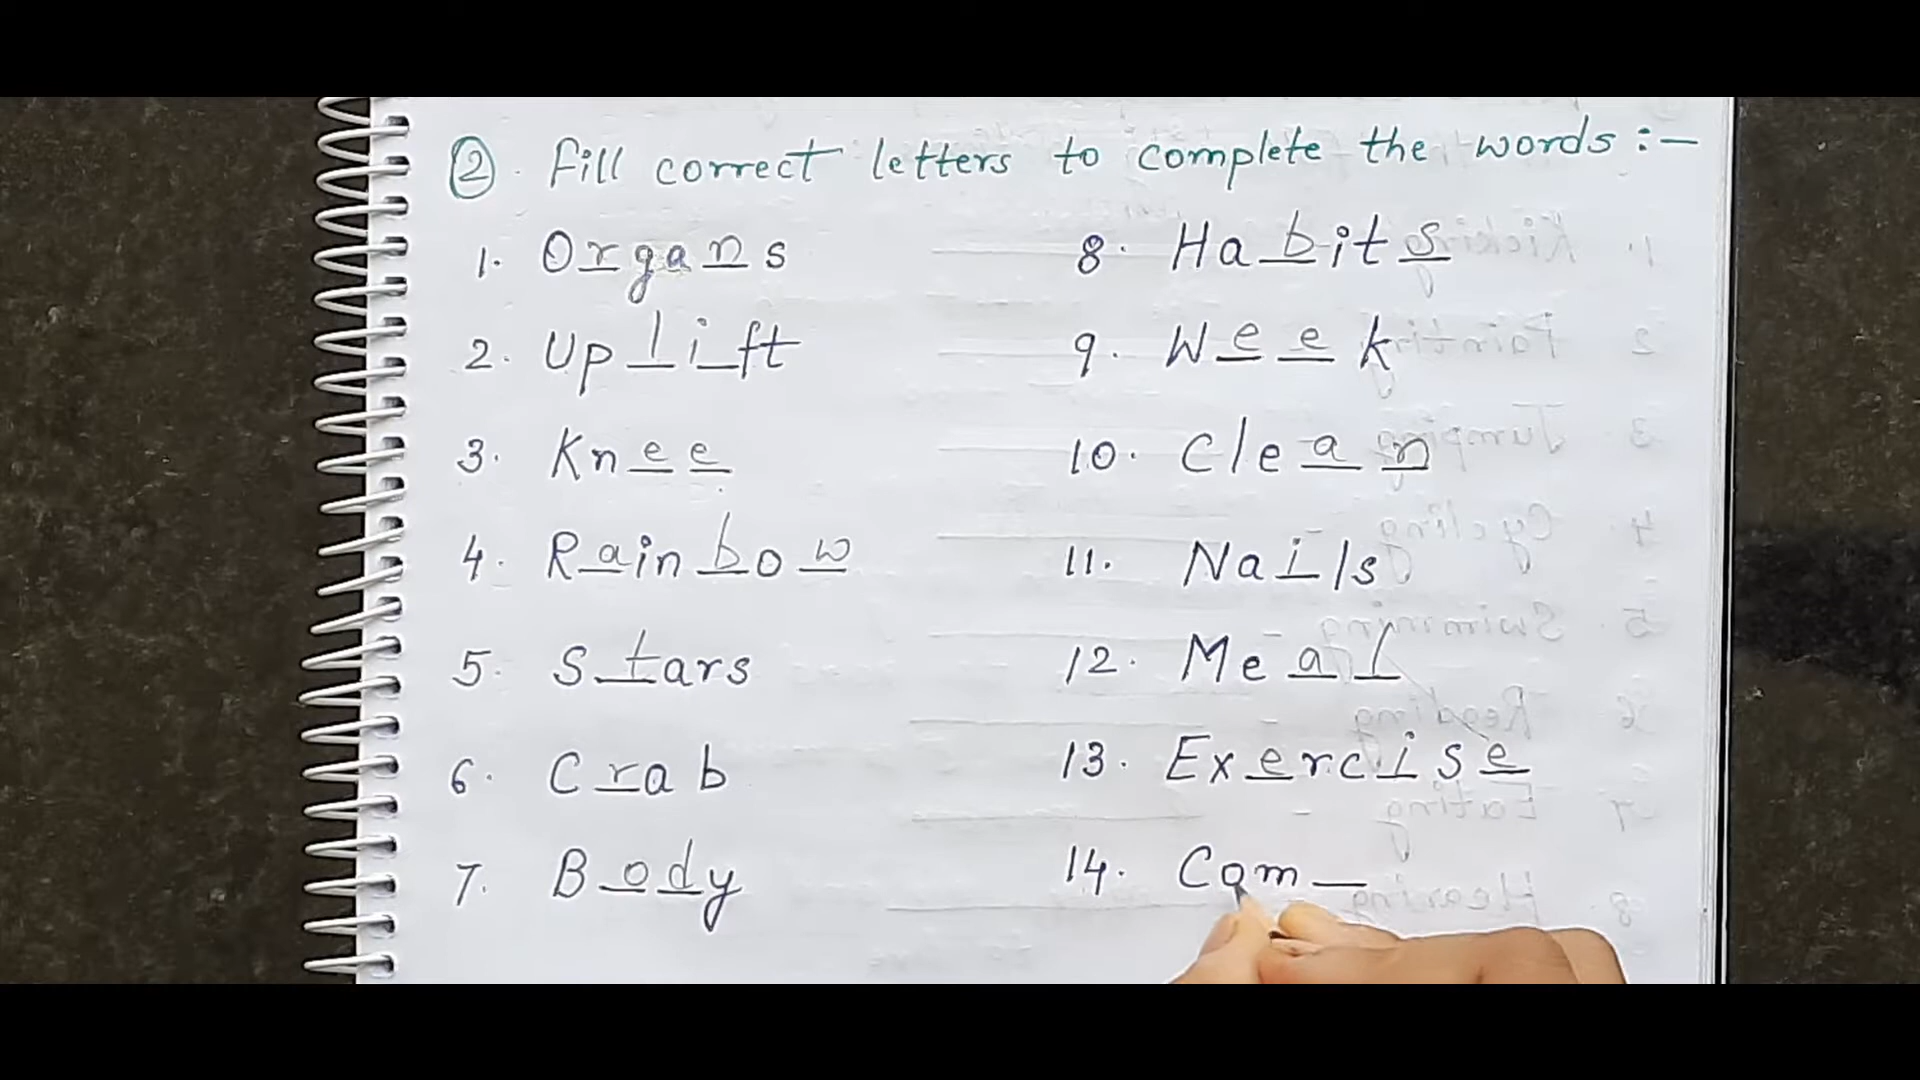 ②. Fill correct letters to complete the words :-
1. Organs
2. Uplift
3. Knee
4. Rainbow
5. Stars
6. Crab
7. Body
8. Habits
9. Week
10. Clean
11. Nails
12. Meal
13. Exercise
14. Com_